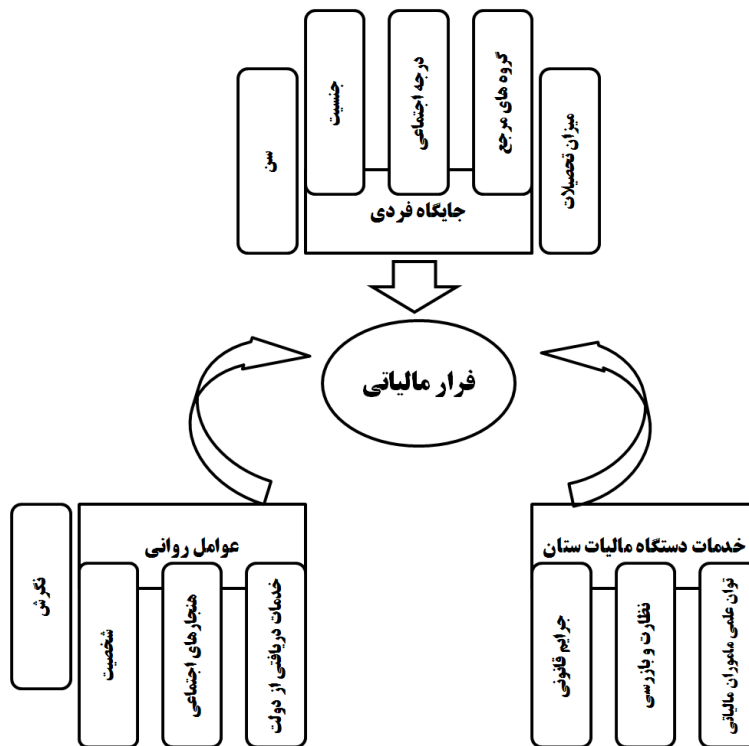 گروه های مرجع
درجه اجتماعی
جنسیت
میزان تحصیلات
سن
جایگاه فردی
فرار مالیاتی
خدمات دستگاه مالیات ستان
توان علمی ماموران مالیاتی
نظارت و بازرسی
جرایم قانونی
عوامل روانی
خدمات دریافتی از دولت
هنجارهای اجتماعی
شخصیت
نگرش